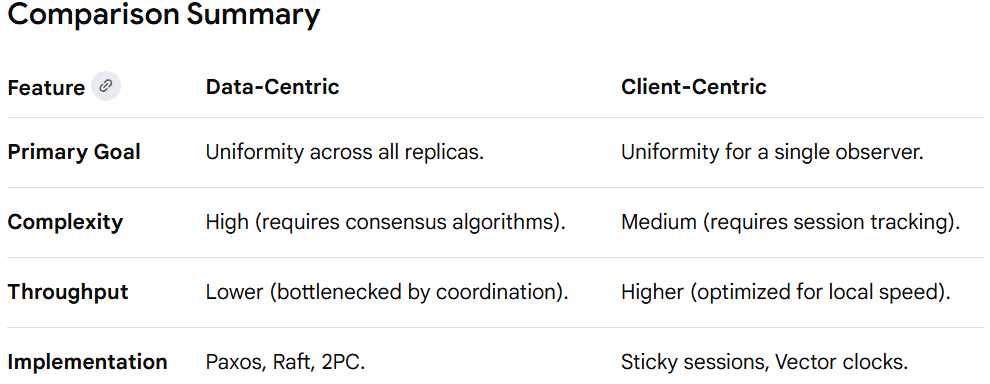 Comparison Summary
Feature Data-Centric Client-Centric
Primary Goal Uniformity across all replicas. Uniformity for a single observer.
Complexity High (requires consensus algorithms). Medium (requires session tracking).
Throughput Lower (bottlenecked by coordination). Higher (optimized for local speed).
Implementation Paxos, Raft, 2PC. Sticky sessions, Vector clocks.